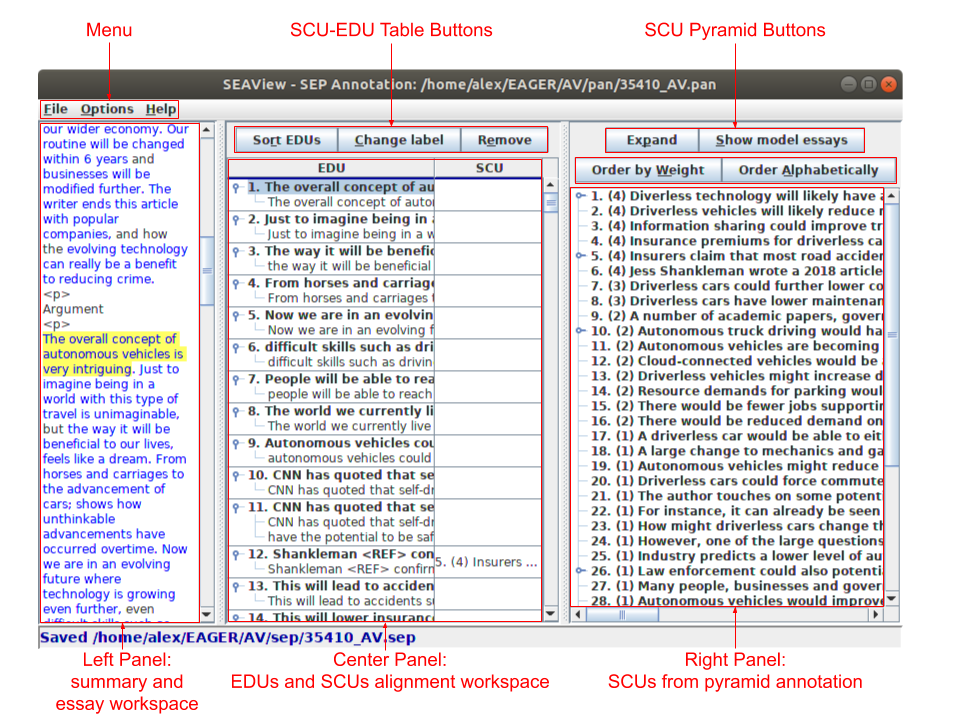 Menu
SCU-EDU Table Buttons
SCU Pyramid Buttons
SEAView - SEP Annotation: /home/alex/EAGER/AV/pan/35410_AV.pan
File Options Help
our wider economy. Our
routine will be changed
within 6 years and
businesses will be
modified further. The
writer ends this article
with popular
companies, and how
the evolving technology
can really be a benefit
to reducing crime.
<p>
Argument
<p>
The overall concept of
autonomous vehicles is
very intriguing. Just to
imagine being in a
world with this type of
travel is unimaginable,
but the way it will be
beneficial to our lives,
feels like a dream. From
horses and carriages to
the advancement of
cars; shows how
unthinkable
advancements have
occurred overtime. Now
we are in an evolving
future where
technology is growing
even further, even
Sort EDUs Change label Remove
EDU SCU
1. The overall concept of au
The overall concept of auto
2. Just to imagine being in
Just to imagine being in a w
3. The way it will be benefic
the way it will be beneficial
4. From horses and carriage
From horses and carriages t
5. Now we are in an evolvin
Now we are in an evolving f
6. difficult skills such as dri
difficult skills such as drivin
7. People will be able to rea
people will be able to reach
8. The world we currently li
The world we currently live
9. Autonomous vehicles cou
autonomous vehicles could
10. CNN has quoted that se
CNN has quoted that self-dr
11. CNN has quoted that se
CNN has quoted that self-dr
have the potential to be saf
12. Shankleman <REF> con
Shankleman <REF> confirm
5. (4) Insurers ...
13. This will lead to acciden
This will lead to accidents su
14. This will lower insuranc
Expand Show model essays
Order by Weight Order Alphabetically
1. (4) Diverless technology will likely have a
2. (4) Driverless vehicles will likely reduce r
3. (4) Information sharing could improve tr
4. (4) Insurance premiums for driverless ca
5. (4) Insurers claim that most road accider
6. (4) Jess Shankleman wrote a 2018 article
7. (3) Driverless cars could further lower co
8. (3) Driverless cars have lower maintenan
9. (2) A number of academic papers, goveri
10. (2) Autonomous truck driving would ha
11. (2) Autonomous vehicles are becoming
12. (2) Cloud-connected vehicles would be
13. (2) Driverless vehicles might increase d
14. (2) Resource demands for parking woul
15. (2) There would be fewer jobs supportin
16. (2) There would be reduced demand on
17. (1) A driverless car would be able to eit
18. (1) A large change to mechanics and ga
19. (1) Autonomous vehicles might reduce
20. (1) Driverless cars could force commute
21. (1) The author touches on some potent
22. (1) For instance, it can already be seen
23. (1) How might driverless cars change th
24. (1) However, one of the large questions
25. (1) Industry predicts a lower level of au
26. (1) Law enforcement could also potenti
27. (1) Many people, businesses and gover
28. (1) Autonomous vehicles would improve
Saved /home/alex/EAGER/AV/sep/35410_AV.sep
Left Panel:
summary and
essay workspace
Center Panel:
EDUs and SCUs alignment workspace
Right Panel:
SCUs from pyramid annotation